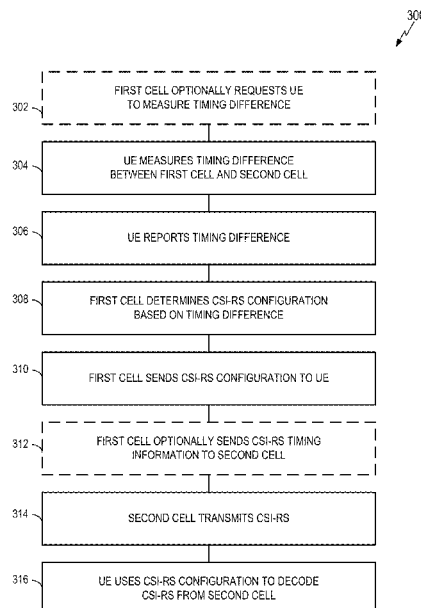 300
302
FIRST CELL OPTIONALLY REQUESTS UE
TO MEASURE TIMING DIFFERENCE
304
UE MEASURES TIMING DIFFERENCE
BETWEEN FIRST CELL AND SECOND CELL
306
UE REPORTS TIMING DIFFERENCE
308
FIRST CELL DETERMINES CSI-RS CONFIGURATION
BASED ON TIMING DIFFERENCE
310
FIRST CELL SENDS CSI-RS CONFIGURATION TO UE
312
FIRST CELL OPTIONALLY SENDS CSI-RS TIMING
INFORMATION TO SECOND CELL
314
SECOND CELL TRANSMITS CSI-RS
316
UE USES CSI-RS CONFIGURATION TO DECODE
CSI-RS FROM SECOND CELL